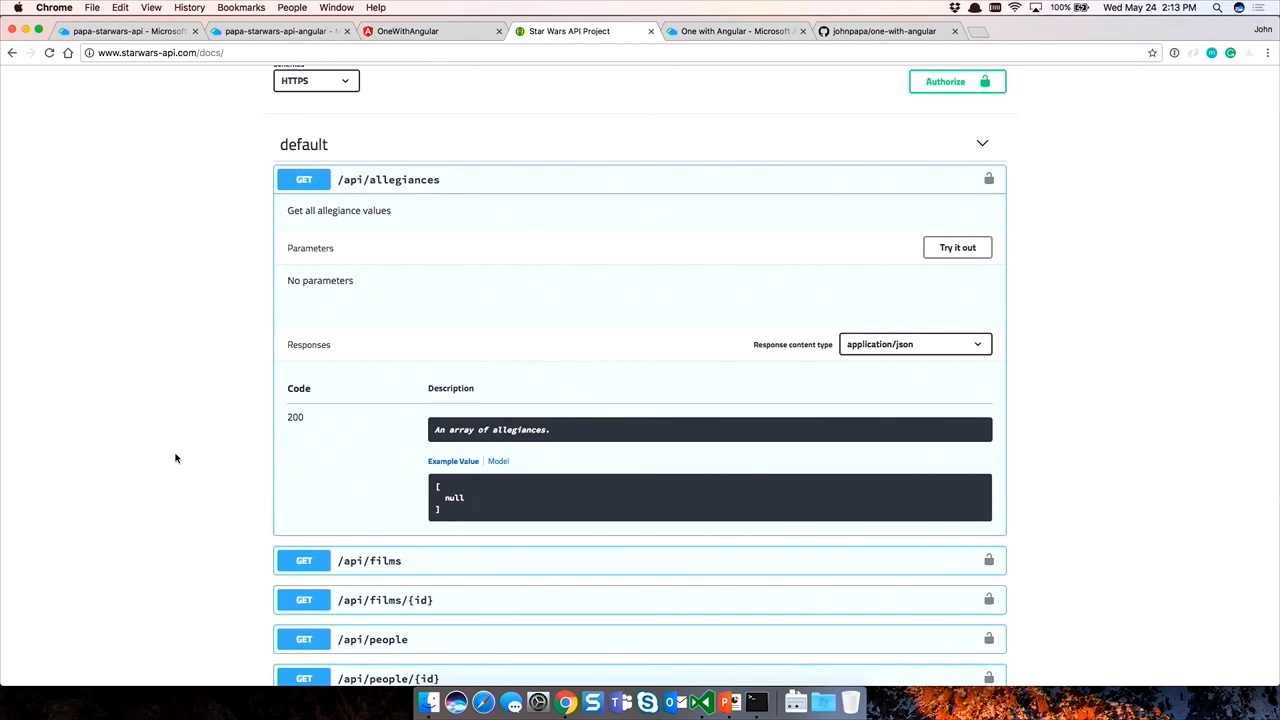 Chrome File Edit View History Bookmarks People Window Help 100% Wed May 24 2:13 PM
papa-starwars-api - Microsoft papa-starwars-api-angular - M OneWithAngular Star Wars API Project One with Angular - Microsoft A johnpapa/one-with-angular John
www.starwars-api.com/docs/
Schemes
HTTPS Authorize
default
GET /api/allegiances
Get all allegiance values
Parameters Try it out
No parameters
Responses Response content type application/json
Code Description
200
An array of allegiances.
Example Value Model
[
null
]
GET /api/films
GET /api/films/{id}
GET /api/people
GET /api/people/{id}